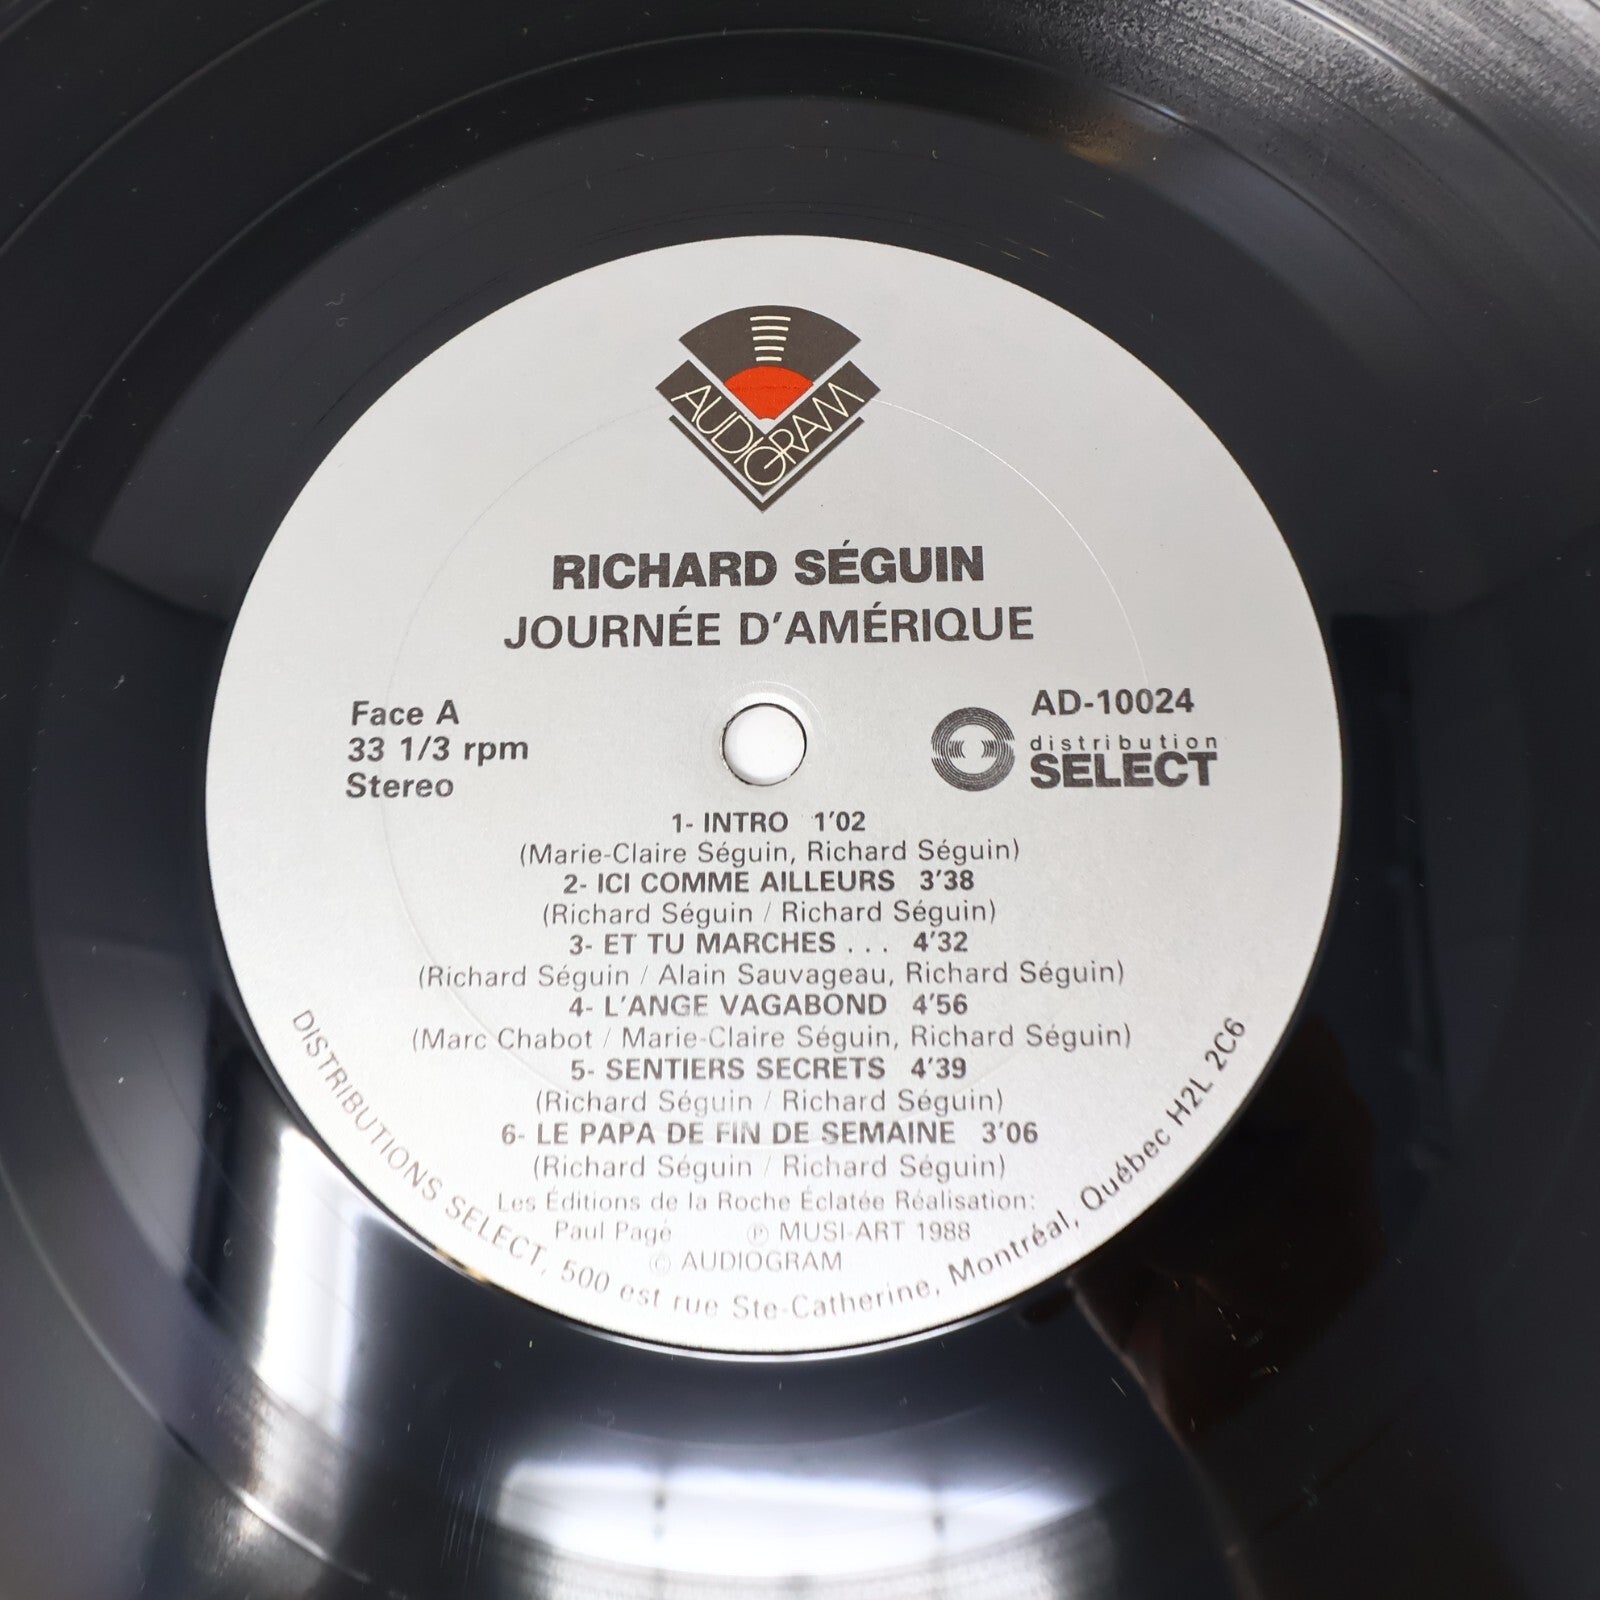 AUDIOGRAM
RICHARD SÉGUIN
JOURNÉE D'AMÉRIQUE
Face A
33 1/3 rpm
Stereo
AD-10024
distribution
SELECT
1- INTRO 1'02
(Marie-Claire Séguin, Richard Séguin)
2- ICI COMME AILLEURS 3'38
(Richard Séguin / Richard Séguin)
3- ET TU MARCHES . . . 4'32
(Richard Séguin / Alain Sauvageau, Richard Séguin)
4- L'ANGE VAGABOND 4'56
(Marc Chabot / Marie-Claire Séguin, Richard Séguin)
5- SENTIERS SECRETS 4'39
(Richard Séguin / Richard Séguin)
6- LE PAPA DE FIN DE SEMAINE 3'06
(Richard Séguin / Richard Séguin)
Les Éditions de la Roche Éclatée Réalisation:
Paul Pagé ℗ MUSI-ART 1988
© AUDIOGRAM
DISTRIBUTIONS SELECT, 500 est rue Ste-Catherine, Montréal, Québec H2L 2C6